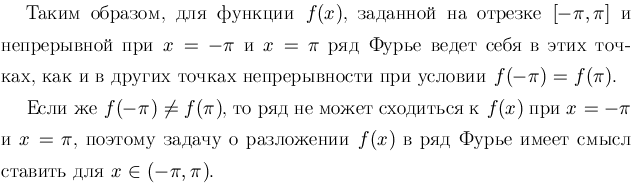 Таким образом, для функции f(x), заданной на отрезке [−π, π] и
непрерывной при x = −π и x = π ряд Фурье ведет себя в этих точ-
ках, как и в других точках непрерывности при условии f(−π) = f(π).
Если же f(−π) ≠ f(π), то ряд не может сходиться к f(x) при x = −π
и x = π, поэтому задачу о разложении f(x) в ряд Фурье имеет смысл
ставить для x ∈ (−π, π).